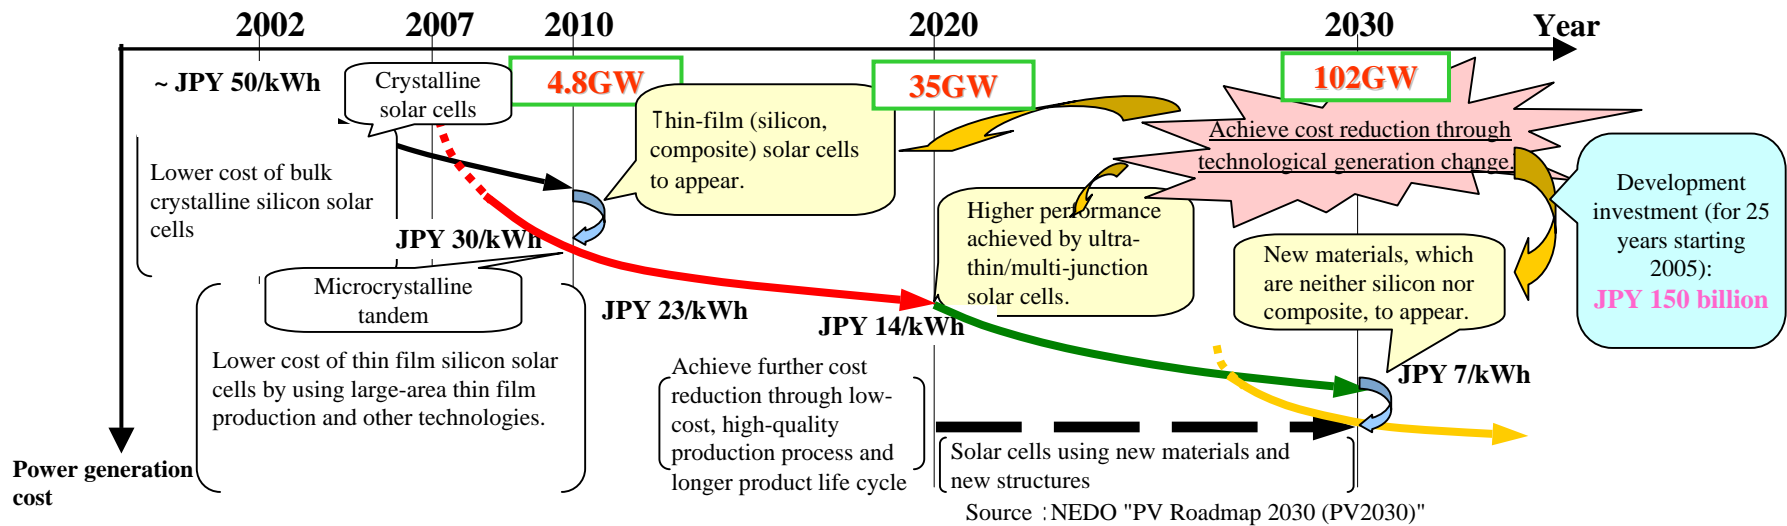 2002 2007 2010 2020 2030 Year
~ JPY 50/kWh
Crystalline
solar cells
4.8GW
35GW
102GW
Thin-film (silicon,
composite) solar cells
to appear.
Achieve cost reduction through
technological generation change.
Lower cost of bulk
crystalline silicon solar
cells
JPY 30/kWh
Higher performance
achieved by ultra-
thin/multi-junction
solar cells.
Development
investment (for 25
years starting
2005):
JPY 150 billion
New materials, which
are neither silicon nor
composite, to appear.
Microcrystalline
tandem
JPY 23/kWh
JPY 14/kWh
JPY 7/kWh
Lower cost of thin film silicon solar
cells by using large-area thin film
production and other technologies.
Achieve further cost
reduction through low-
cost, high-quality
production process and
longer product life cycle
Solar cells using new materials and
new structures
Power generation
cost
Source : NEDO "PV Roadmap 2030 (PV2030)"